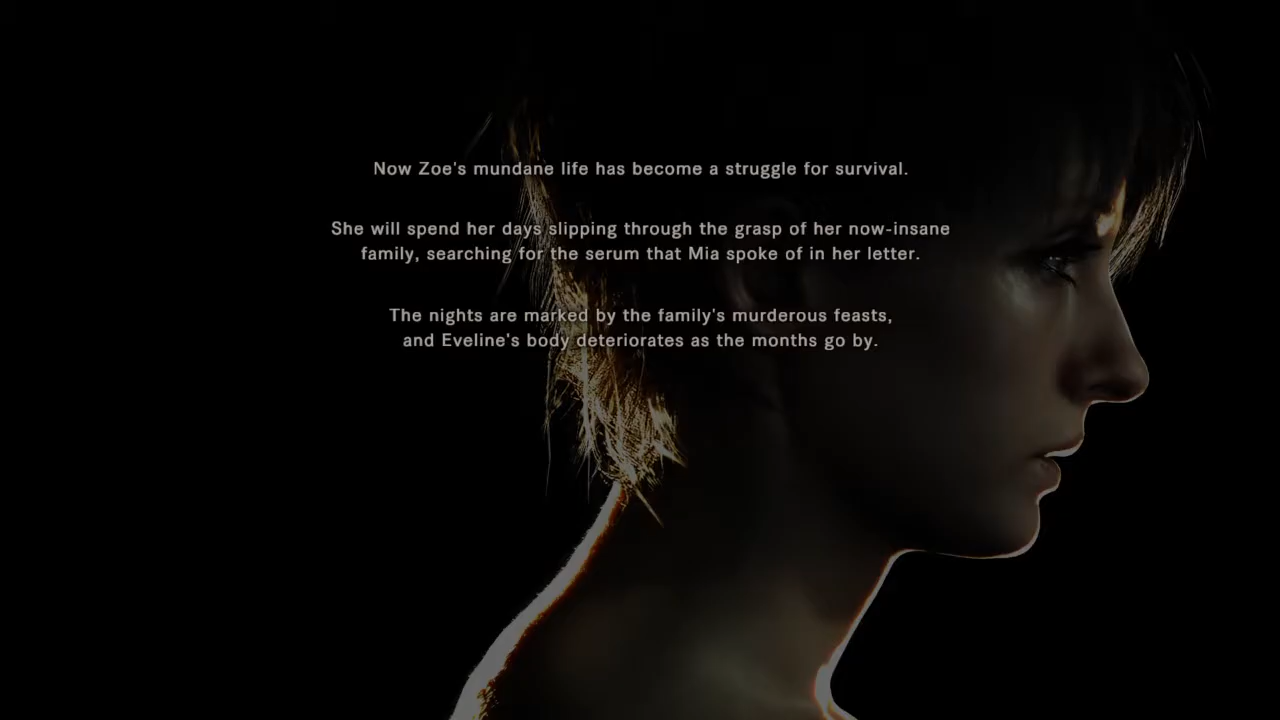 Now Zoe's mundane life has become a struggle for survival.
She will spend her days slipping through the grasp of her now-insane
family, searching for the serum that Mia spoke of in her letter.
The nights are marked by the family's murderous feasts,
and Eveline's body deteriorates as the months go by.